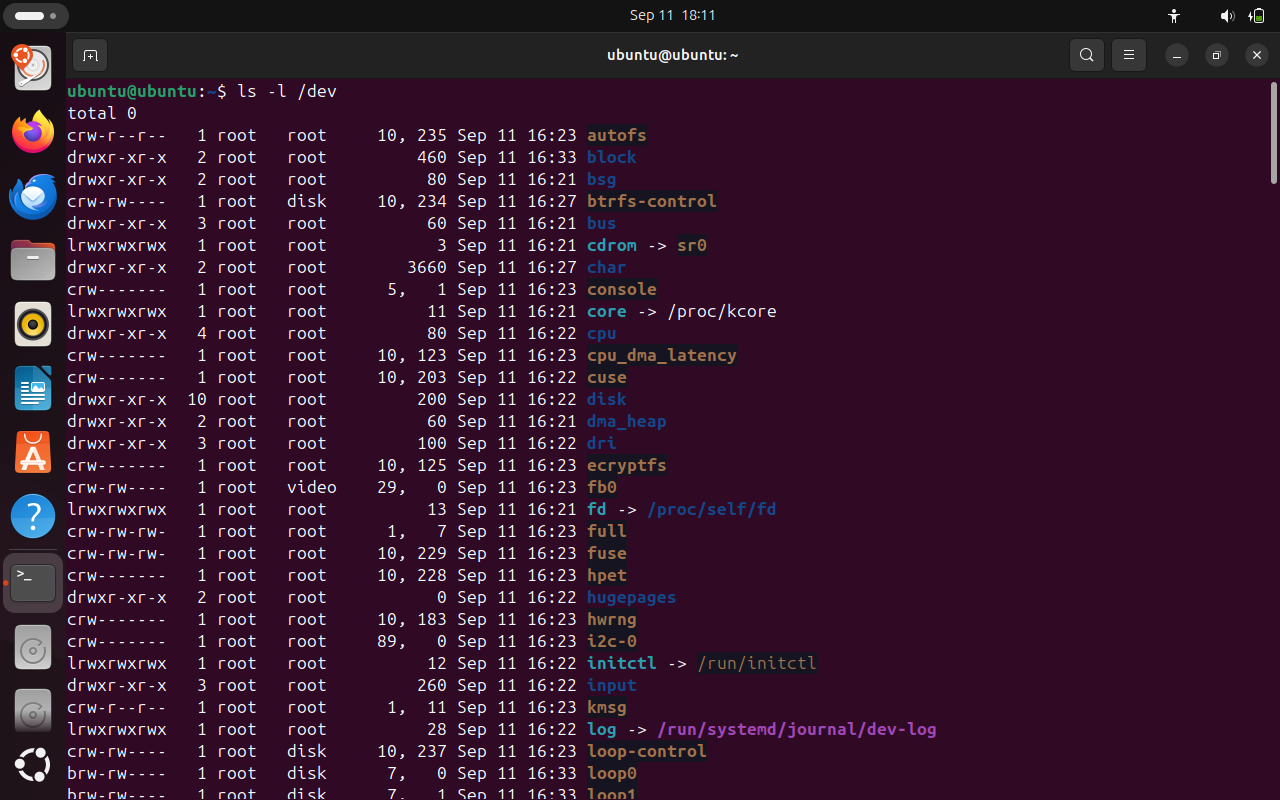 Sep 11 18:11
ubuntu@ubuntu: ~
ubuntu@ubuntu:~$ ls -l /dev
total 0
crw-r--r--   1 root   root     10, 235 Sep 11 16:23 autofs
drwxr-xr-x   2 root   root         460 Sep 11 16:33 block
drwxr-xr-x   2 root   root          80 Sep 11 16:21 bsg
crw-rw----   1 root   disk     10, 234 Sep 11 16:27 btrfs-control
drwxr-xr-x   3 root   root          60 Sep 11 16:21 bus
lrwxrwxrwx   1 root   root           3 Sep 11 16:21 cdrom -> sr0
drwxr-xr-x   2 root   root        3660 Sep 11 16:27 char
crw-------   1 root   root      5,   1 Sep 11 16:23 console
lrwxrwxrwx   1 root   root          11 Sep 11 16:21 core -> /proc/kcore
drwxr-xr-x   4 root   root          80 Sep 11 16:22 cpu
crw-------   1 root   root     10, 123 Sep 11 16:23 cpu_dma_latency
crw-------   1 root   root     10, 203 Sep 11 16:22 cuse
drwxr-xr-x  10 root   root         200 Sep 11 16:22 disk
drwxr-xr-x   2 root   root          60 Sep 11 16:21 dma_heap
drwxr-xr-x   3 root   root         100 Sep 11 16:22 dri
crw-------   1 root   root     10, 125 Sep 11 16:23 ecryptfs
crw-rw----   1 root   video    29,   0 Sep 11 16:23 fb0
lrwxrwxrwx   1 root   root          13 Sep 11 16:21 fd -> /proc/self/fd
crw-rw-rw-   1 root   root      1,   7 Sep 11 16:23 full
crw-rw-rw-   1 root   root     10, 229 Sep 11 16:23 fuse
crw-------   1 root   root     10, 228 Sep 11 16:23 hpet
drwxr-xr-x   2 root   root           0 Sep 11 16:22 hugepages
crw-------   1 root   root     10, 183 Sep 11 16:23 hwrng
crw-------   1 root   root     89,   0 Sep 11 16:23 i2c-0
lrwxrwxrwx   1 root   root          12 Sep 11 16:22 initctl -> /run/initctl
drwxr-xr-x   3 root   root         260 Sep 11 16:22 input
crw-r--r--   1 root   root      1,  11 Sep 11 16:23 kmsg
lrwxrwxrwx   1 root   root          28 Sep 11 16:22 log -> /run/systemd/journal/dev-log
crw-rw----   1 root   disk     10, 237 Sep 11 16:23 loop-control
brw-rw----   1 root   disk      7,   0 Sep 11 16:33 loop0
brw-rw----   1 root   disk      7,   1 Sep 11 16:33 loop1